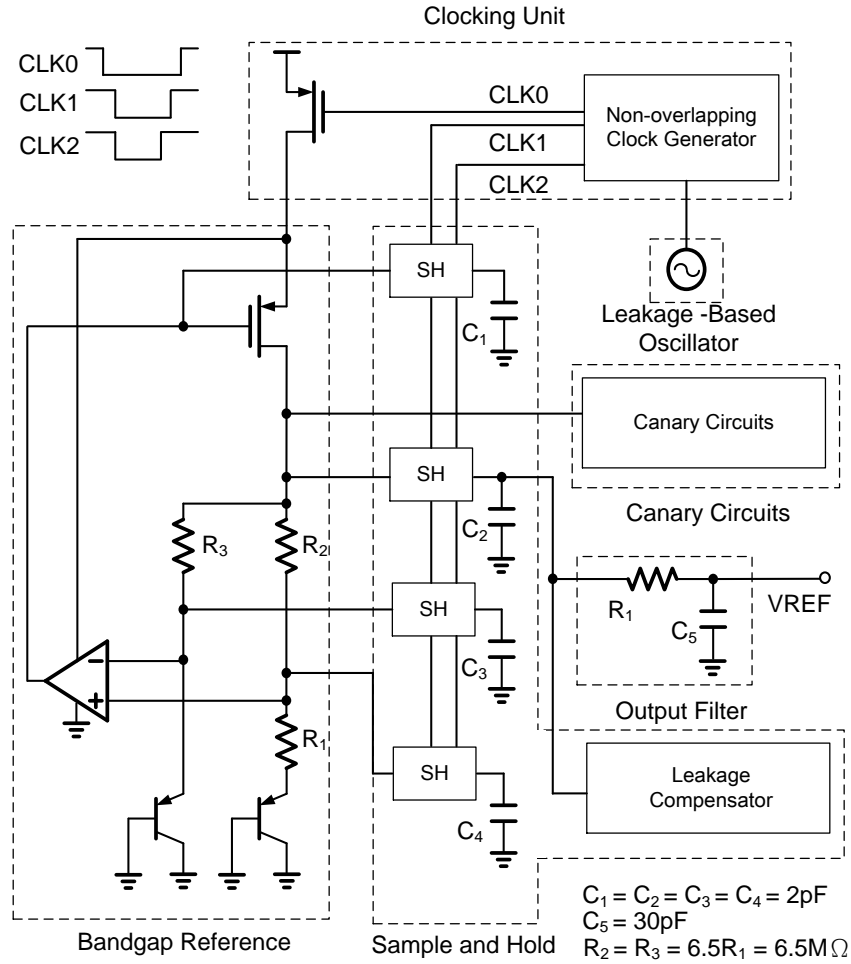 Clocking Unit
CLK0
CLK1
CLK2
CLK0
CLK1
CLK2
Non-overlapping
Clock Generator
SH
C1
Leakage -Based
Oscillator
Canary Circuits
SH
C2
Canary Circuits
R3
R2
SH
C3
R1
C5
VREF
Output Filter
R1
SH
C4
Leakage
Compensator
C1 = C2 = C3 = C4 = 2pF
C5 = 30pF
R2 = R3 = 6.5R1 = 6.5MΩ
Bandgap Reference
Sample and Hold